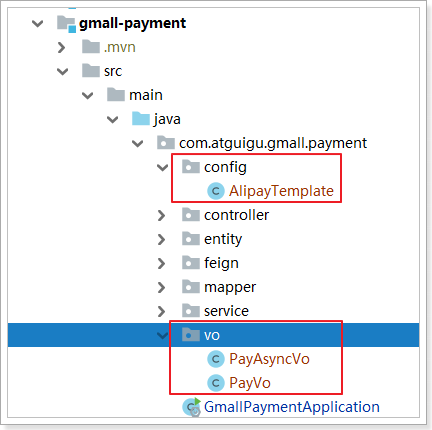 gmall-payment
.mvn
src
main
java
com.atguigu.gmall.payment
config
AlipayTemplate
controller
entity
feign
mapper
service
vo
PayAsyncVo
PayVo
GmallPaymentApplication